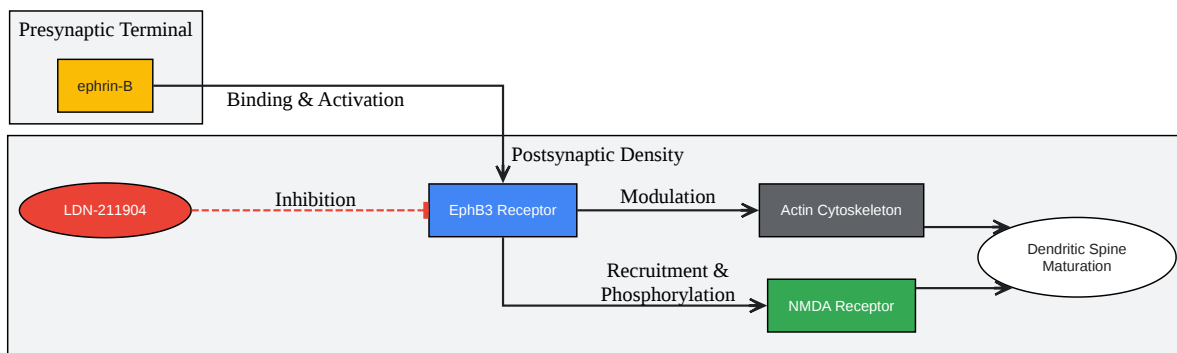 Presynaptic Terminal
ephrin-B
Binding & Activation
Postsynaptic Density
LDN-211904
Inhibition
EphB3 Receptor
Modulation
Actin Cytoskeleton
Dendritic Spine
Maturation
Recruitment &
Phosphorylation
NMDA Receptor